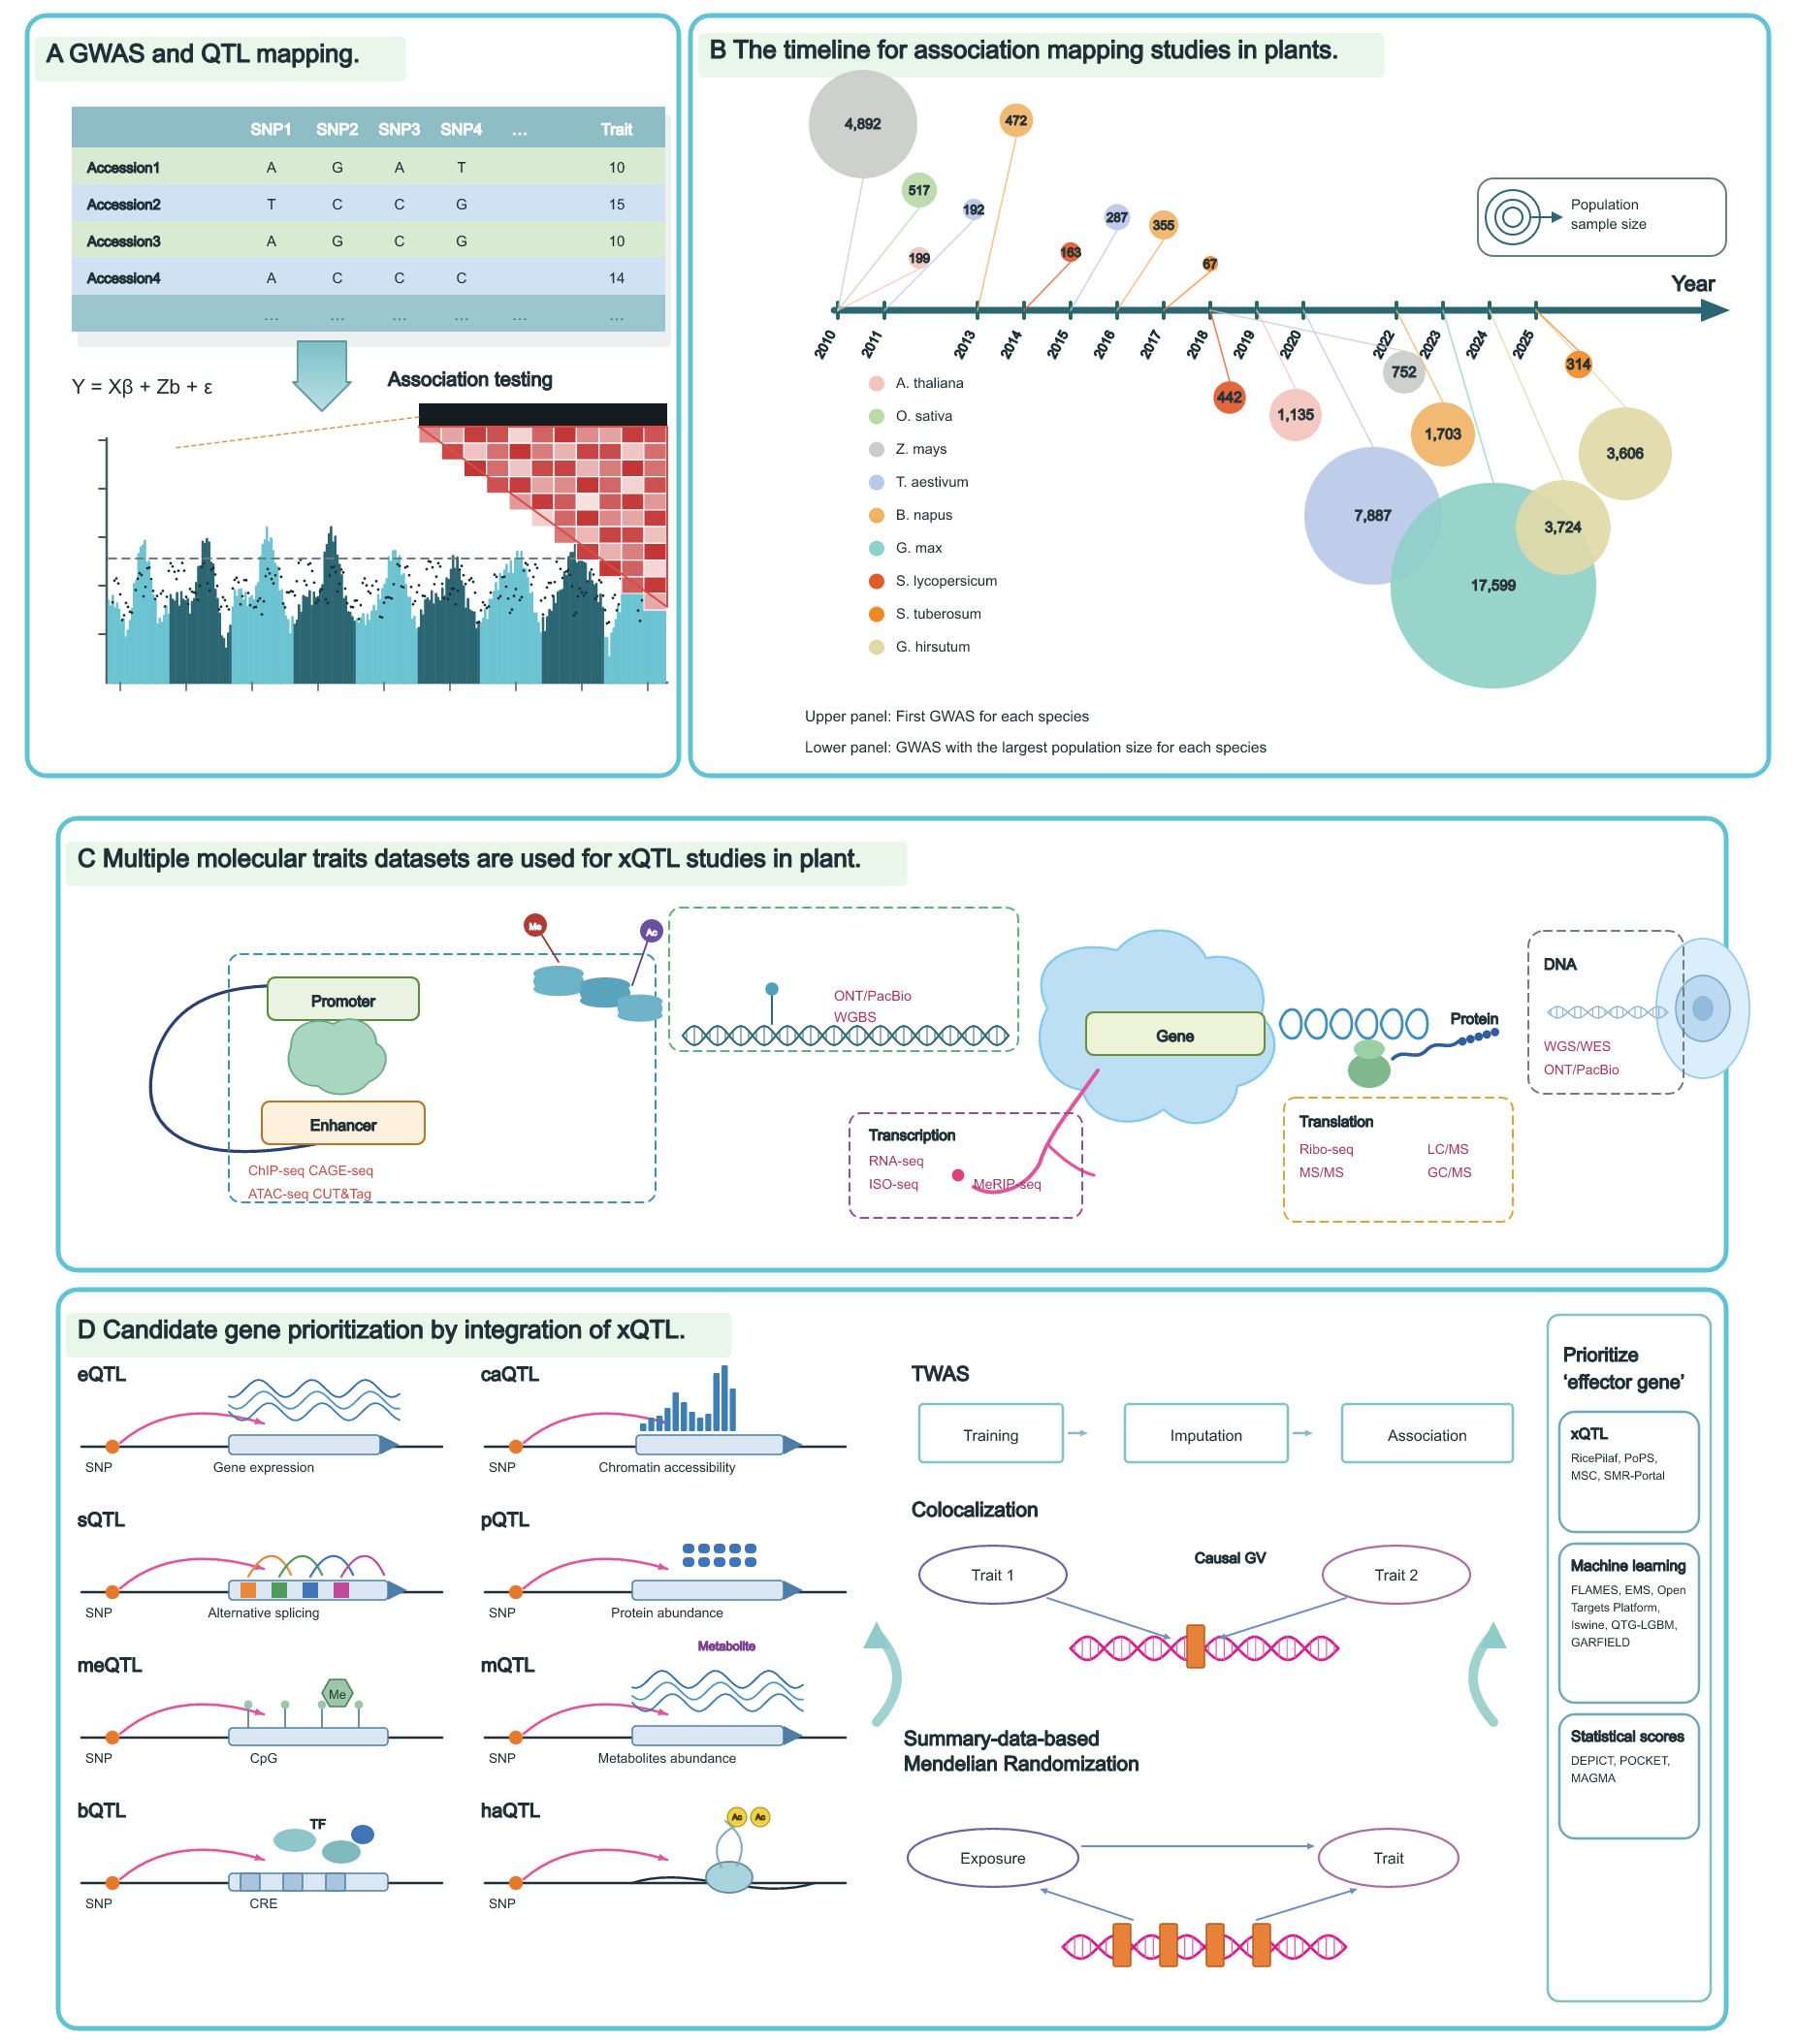 A GWAS and QTL mapping.
SNP1 SNP2 SNP3 SNP4 ... Trait
Accession1 A G A T 10
Accession2 T C C G 15
Accession3 A G C G 10
Accession4 A C C C 14
... ... ... ... ... ...
Y = Xβ + Zb + ε
Association testing
B The timeline for association mapping studies in plants.
4,892
472
517
192
199
163
287
355
67
Population
sample size
Year
2010
2011
2013
2014
2015
2016
2017
2018
2019
2020
2022
2023
2024
2025
442
1,135
752
314
1,703
3,606
7,887
3,724
17,599
A. thaliana
O. sativa
Z. mays
T. aestivum
B. napus
G. max
S. lycopersicum
S. tuberosum
G. hirsutum
Upper panel: First GWAS for each species
Lower panel: GWAS with the largest population size for each species
C Multiple molecular traits datasets are used for xQTL studies in plant.
Me
Ac
Promoter
Enhancer
ChIP-seq CAGE-seq
ATAC-seq CUT&Tag
ONT/PacBio
WGBS
Gene
Transcription
RNA-seq
ISO-seq MeRIP-seq
Protein
Translation
Ribo-seq LC/MS
MS/MS GC/MS
DNA
WGS/WES
ONT/PacBio
D Candidate gene prioritization by integration of xQTL.
eQTL
SNP Gene expression
caQTL
SNP Chromatin accessibility
sQTL
SNP Alternative splicing
pQTL
SNP Protein abundance
meQTL
Me
SNP CpG
mQTL
Metabolite
SNP Metabolites abundance
bQTL
TF
SNP CRE
haQTL
Ac Ac
SNP
TWAS
Training Imputation Association
Colocalization
Trait 1 Causal GV Trait 2
Summary-data-based
Mendelian Randomization
Exposure Trait
Prioritize
‘effector gene’
xQTL
RicePilaf, PoPS,
MSC, SMR-Portal
Machine learning
FLAMES, EMS, Open
Targets Platform,
Iswine, QTG-LGBM,
GARFIELD
Statistical scores
DEPICT, POCKET,
MAGMA